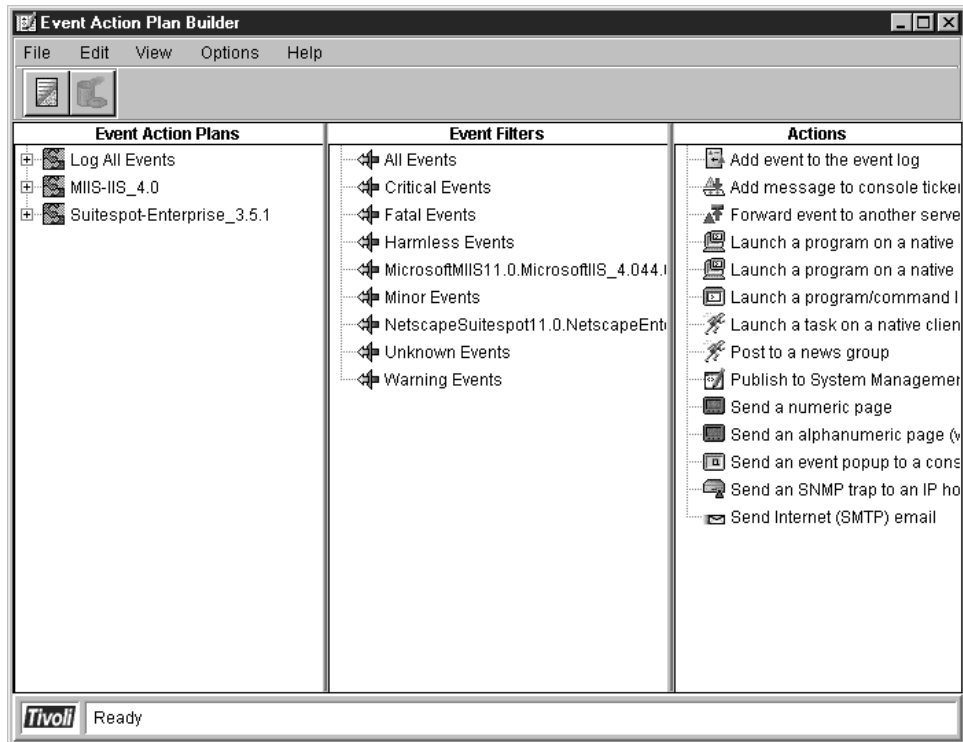 Event Action Plan Builder
File Edit View Options Help
Event Action Plans
Log All Events
MIIS-IIS_4.0
Suitespot-Enterprise_3.5.1
Event Filters
All Events
Critical Events
Fatal Events
Harmless Events
MicrosoftMIIS11.0.MicrosoftIIS_4.044.
Minor Events
NetscapeSuitespot11.0.NetscapeEnt
Unknown Events
Warning Events
Actions
Add event to the event log
Add message to console ticker
Forward event to another serve
Launch a program on a native
Launch a program on a native
Launch a program/command l
Launch a task on a native clien
Post to a news group
Publish to System Managemen
Send a numeric page
Send an alphanumeric page (w
Send an event popup to a cons
Send an SNMP trap to an IP ho
Send Internet (SMTP) email
Tivoli Ready